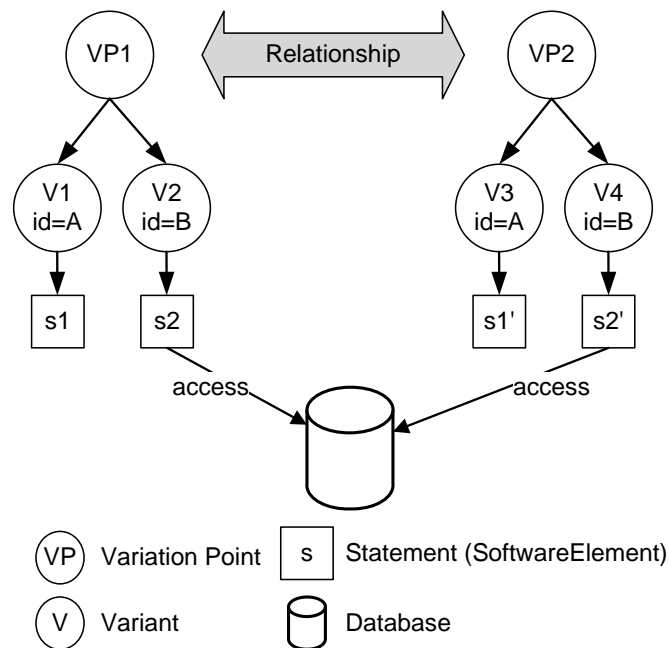 VP1
Relationship
VP2
V1
id=A
V2
id=B
V3
id=A
V4
id=B
s1
s2
s1'
s2'
access
access
VP
Variation Point
s
Statement (SoftwareElement)
V
Variant
Database